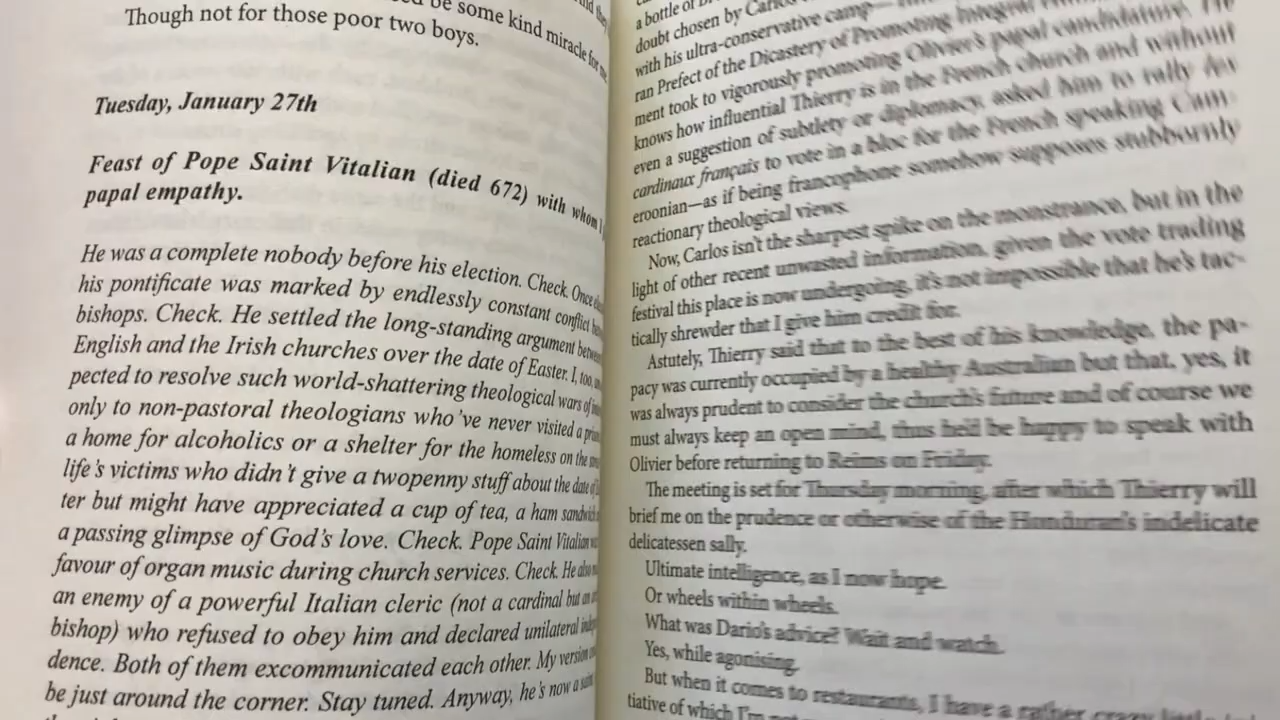 be some kind miracle for me
Though not for those poor two boys.
Tuesday, January 27th
Feast of Pope Saint Vitalian (died 672) with whom I
papal empathy.
He was a complete nobody before his election. Check. Once
his pontificate was marked by endlessly constant conflict
bishops. Check. He settled the long-standing argument
English and the Irish churches over the date of Easter. I, too,
pected to resolve such world-shattering theological wars of
only to non-pastoral theologians who've never visited a
a home for alcoholics or a shelter for the homeless on the
life's victims who didn't give a twopenny stuff about the date of
ter but might have appreciated a cup of tea, a ham sandwich
a passing glimpse of God's love. Check. Pope Saint Vitalian
favour of organ music during church services. Check. He also
an enemy of a powerful Italian cleric (not a cardinal but an
bishop) who refused to obey him and declared unilateral
dence. Both of them excommunicated each other. My version
be just around the corner. Stay tuned. Anyway, he's now a
a bottle of
doubt chosen by Carlos
with his ultra-conservative camp—
ran Prefect of the Dicastery of Promoting Integral
ment took to vigorously promoting Olivier's papal candidature. He
knows how influential Thierry is in the French church and without
even a suggestion of subtlety or diplomacy, asked him to rally
cardinaux français to vote in a bloc for the French speaking Cam-
eroonian—as if being francophone somehow supposes stubbornly
reactionary theological views.
Now, Carlos isn't the sharpest spike on the monstrance, but in the
light of other recent unwasted information, given the vote trading
festival this place is now undergoing, it's not impossible that he's tac-
tically shrewder that I give him credit for.
Astutely, Thierry said that to the best of his knowledge, the pa-
pacy was currently occupied by a healthy Australian but that, yes, it
was always prudent to consider the church's future and of course we
must always keep an open mind, thus he'd be happy to speak with
Olivier before returning to Reims on Friday.
The meeting is set for Thursday morning, after which Thierry will
brief me on the prudence or otherwise of the Honduran's indelicate
delicatessen sally.
Ultimate intelligence, as I now hope.
Or wheels within wheels.
What was Dario's advice? Wait and watch.
Yes, while agonising.
But when it comes to restaurants, I have a rather crazy
tiative of which I'm